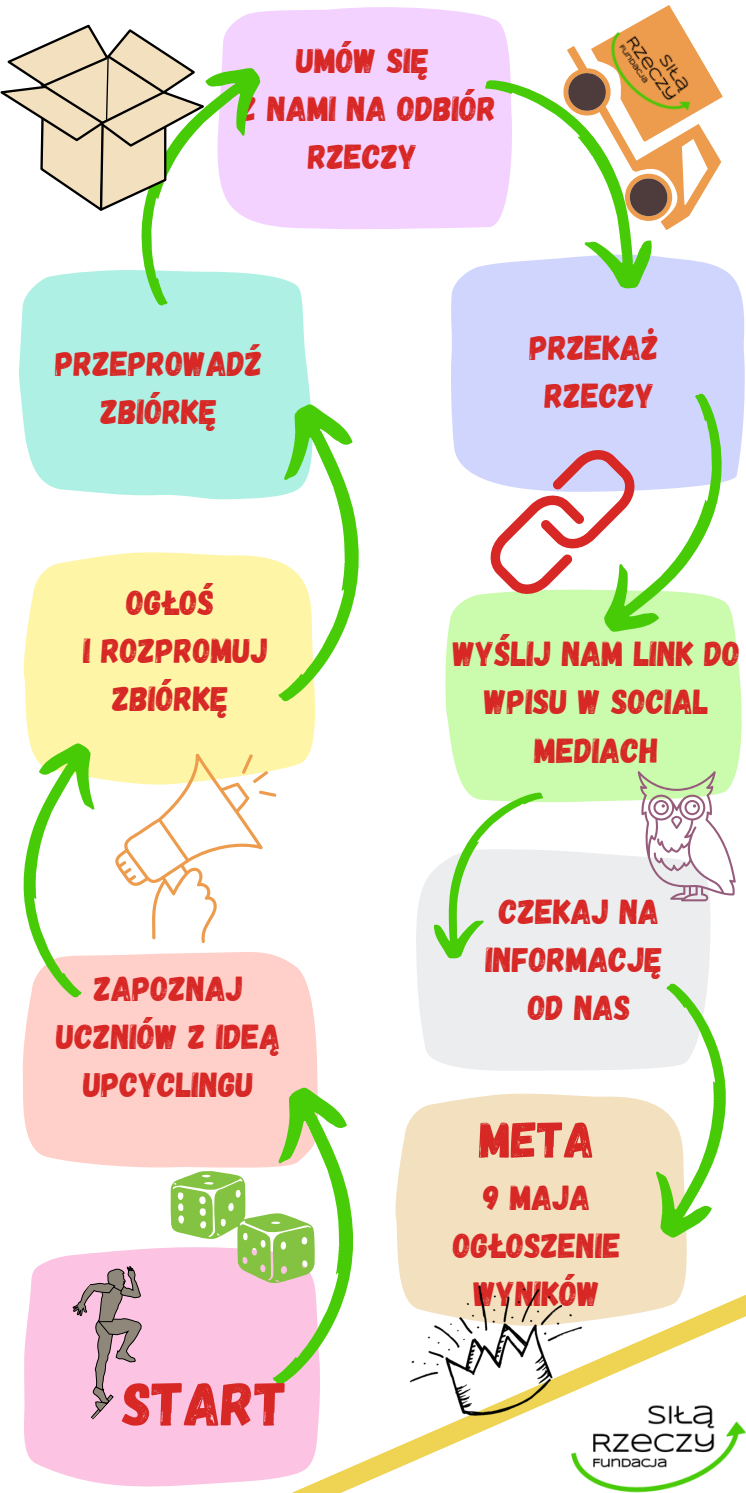 START
ZAPOZNAJ
UCZNIÓW Z IDEĄ
UPCYCLINGU
OGŁOŚ
I ROZPROMUJ
ZBIÓRKĘ
PRZEPROWADŹ
ZBIÓRKĘ
UMÓW SIĘ
Z NAMI NA ODBIÓR
RZECZY
SIŁĄ
RZECZY
FUNDACJA
PRZEKAŻ
RZECZY
WYŚLIJ NAM LINK DO
WPISU W SOCIAL
MEDIACH
CZEKAJ NA
INFORMACJĘ
OD NAS
META
9 MAJA
OGŁOSZENIE
WYNIKÓW
SIŁĄ
RZECZY
FUNDACJA